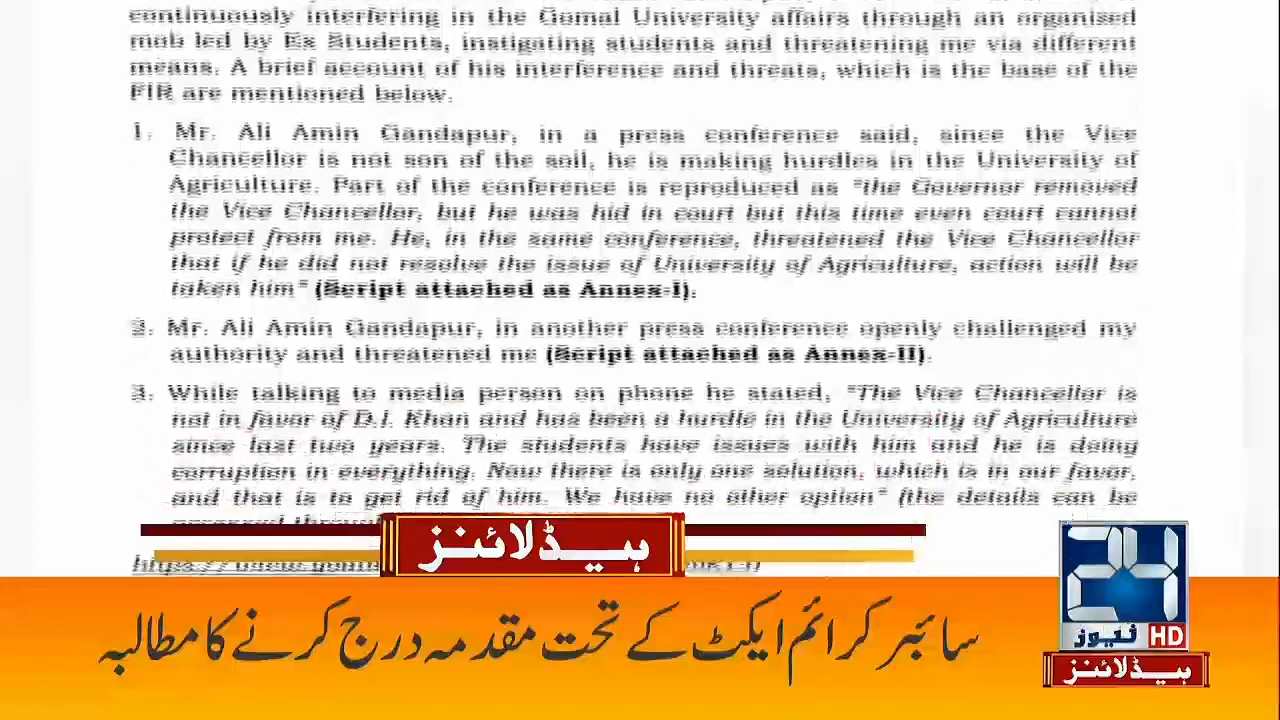 continuously interfering in the Gomal University affairs through an organised
mob led by Ex Students, instigating students and threatening me via different
means. A brief account of his interference and threats, which is the base of the
FIR are mentioned below.
1. Mr. Ali Amin Gandapur, in a press conference said, since the Vice
Chancellor is not son of the soil, he is making hurdles in the University of
Agriculture. Part of the conference is reproduced as "the Governor removed
the Vice Chancellor, but he was hid in court but this time even court cannot
protect from me. He, in the same conference, threatened the Vice Chancellor
that if he did not resolve the issue of University of Agriculture, action will be
taken him" (Script attached as Annex-I).
2. Mr. Ali Amin Gandapur, in another press conference openly challenged my
authority and threatened me (Script attached as Annex-II).
3. While talking to media person on phone he stated, "The Vice Chancellor is
not in favor of D.I. Khan and has been a hurdle in the University of Agriculture
since last two years. The students have issues with him and he is doing
corruption in everything. Now there is only one solution, which is in our favor,
and that is to get rid of him. We have no other option" (the details can be
ہیڈلائنز
سائبر کرائم ایکٹ کے تحت مقدمہ درج کرنے کا مطالبہ
24
نیوز HD
ہیڈلائنز